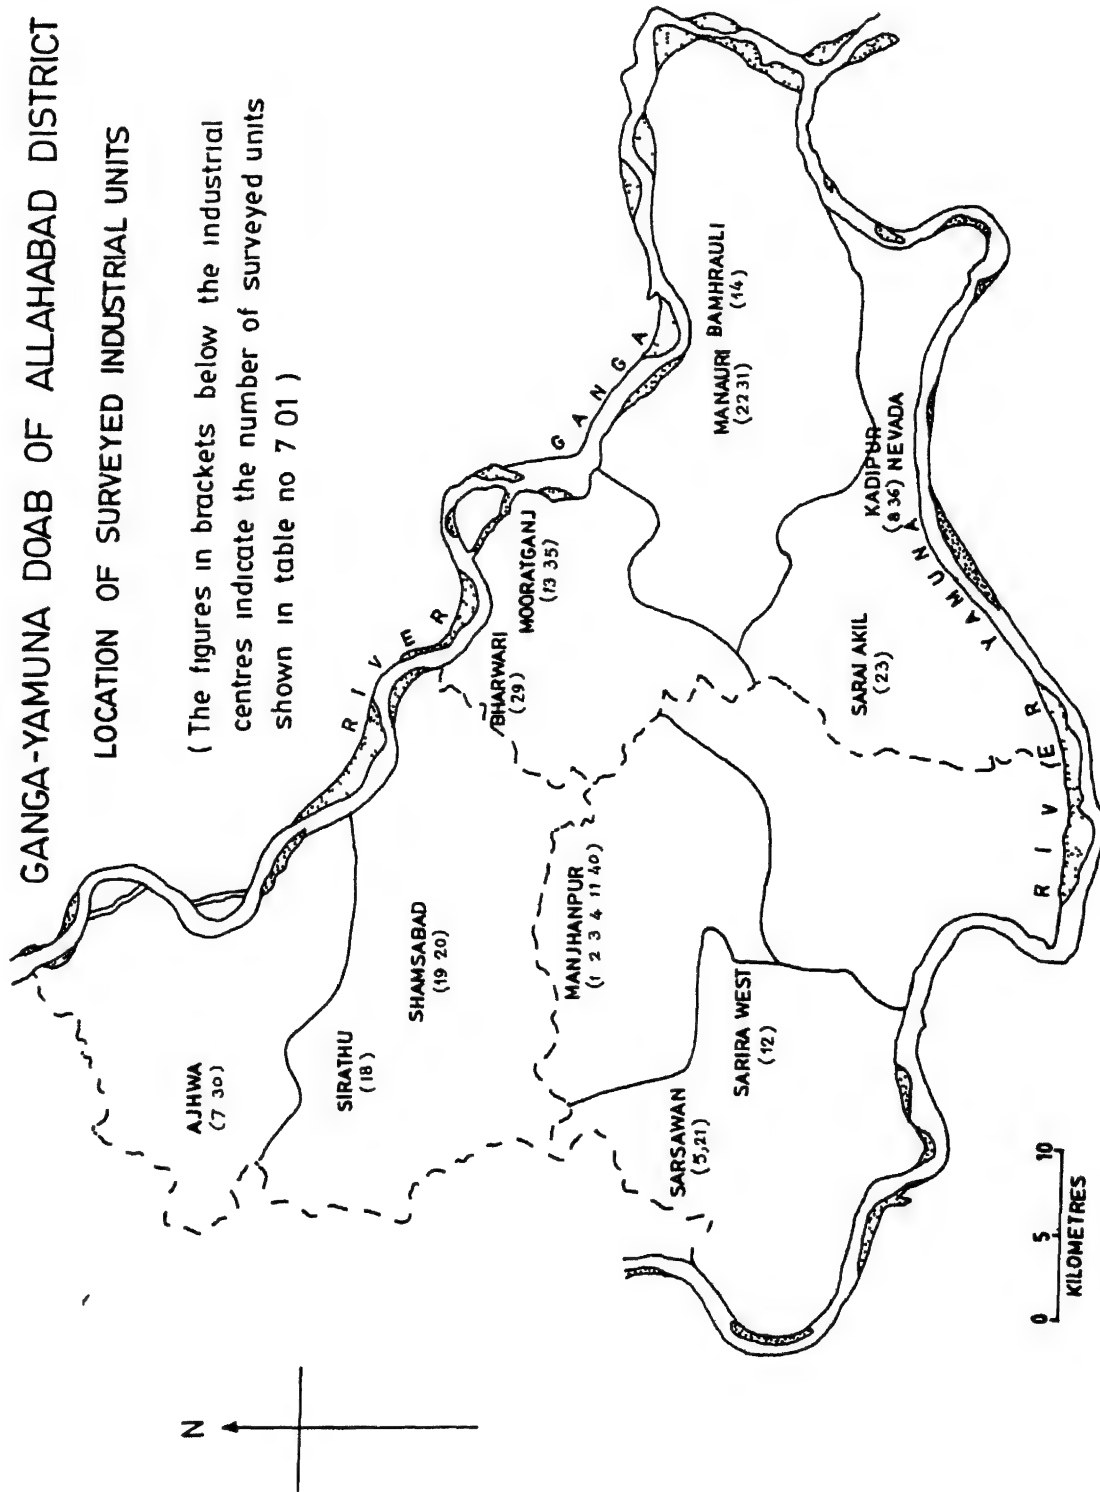 GANGA-YAMUNA DOAB OF ALLAHABAD DISTRICT
LOCATION OF SURVEYED INDUSTRIAL UNITS
(The figures in brackets below the industrial
centres indicate the number of surveyed units
shown in table no 7 01)
N
RIVER GANGA
AJHWA
(7 30)
SIRATHU
(18)
SHAMSABAD
(19 20)
BHARWARI
(29)
MOORATGANJ
(13 35)
MANJHANPUR
(1 2 3 4 11 40)
MANAURI
(22 31)
BAMHRAULI
(14)
SARSAWAN
(5,21)
SARIRA WEST
(12)
SARAI AKIL
(23)
KADIPUR
(8 36) NEVADA
RIVER YAMUNA
0 5 10
KILOMETRES